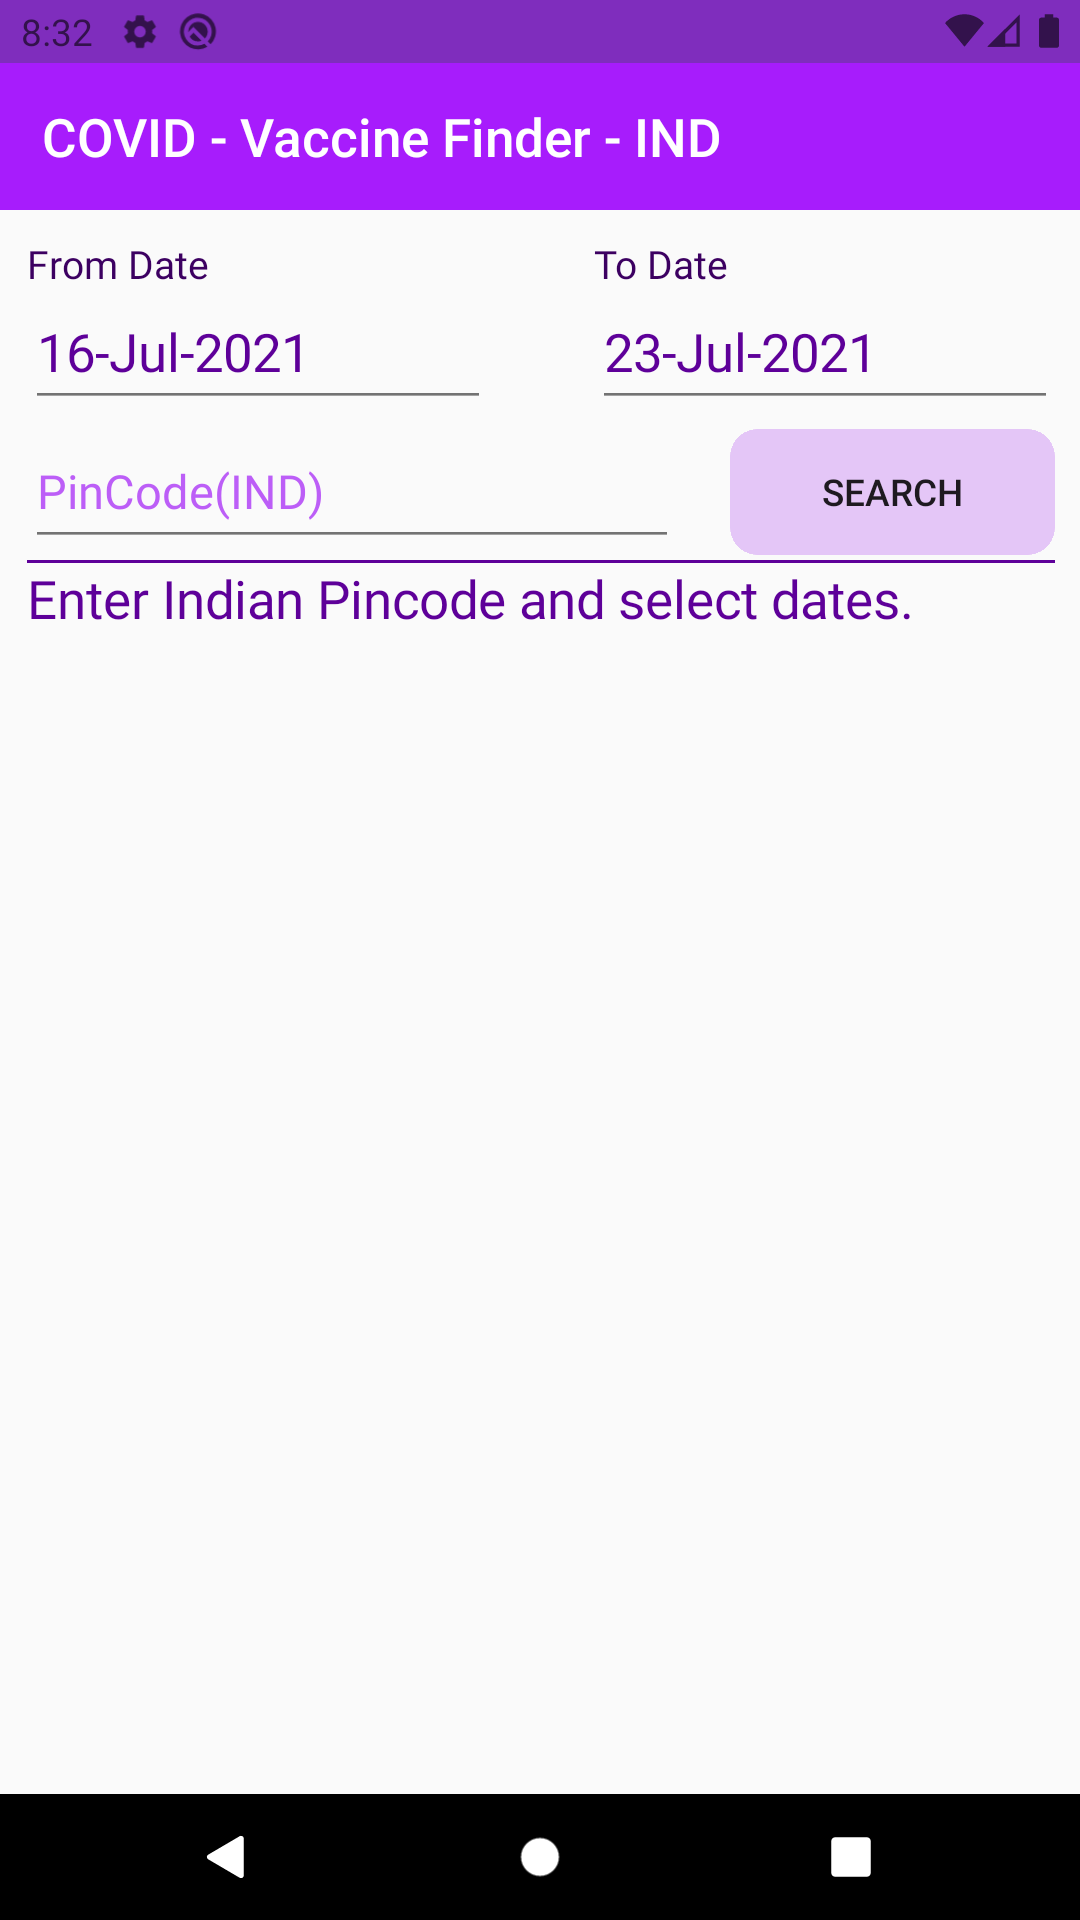 8:32
COVID - Vaccine Finder - IND
From Date To Date
16-Jul-2021 23-Jul-2021
PinCode(IND) SEARCH
Enter Indian Pincode and select dates.